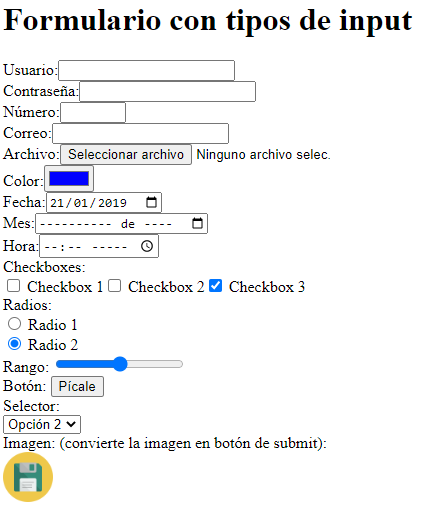 Formulario con tipos de input
Usuario:
Contraseña:
Número:
Correo:
Archivo: Seleccionar archivo Ninguno archivo selec.
Color:
Fecha: 21/01/2019
Mes: ---------- de ----
Hora: --:-- -----
Checkboxes:
Checkbox 1 Checkbox 2 Checkbox 3
Radios:
Radio 1
Radio 2
Rango:
Botón: Pícale
Selector:
Opción 2
Imagen: (convierte la imagen en botón de submit):